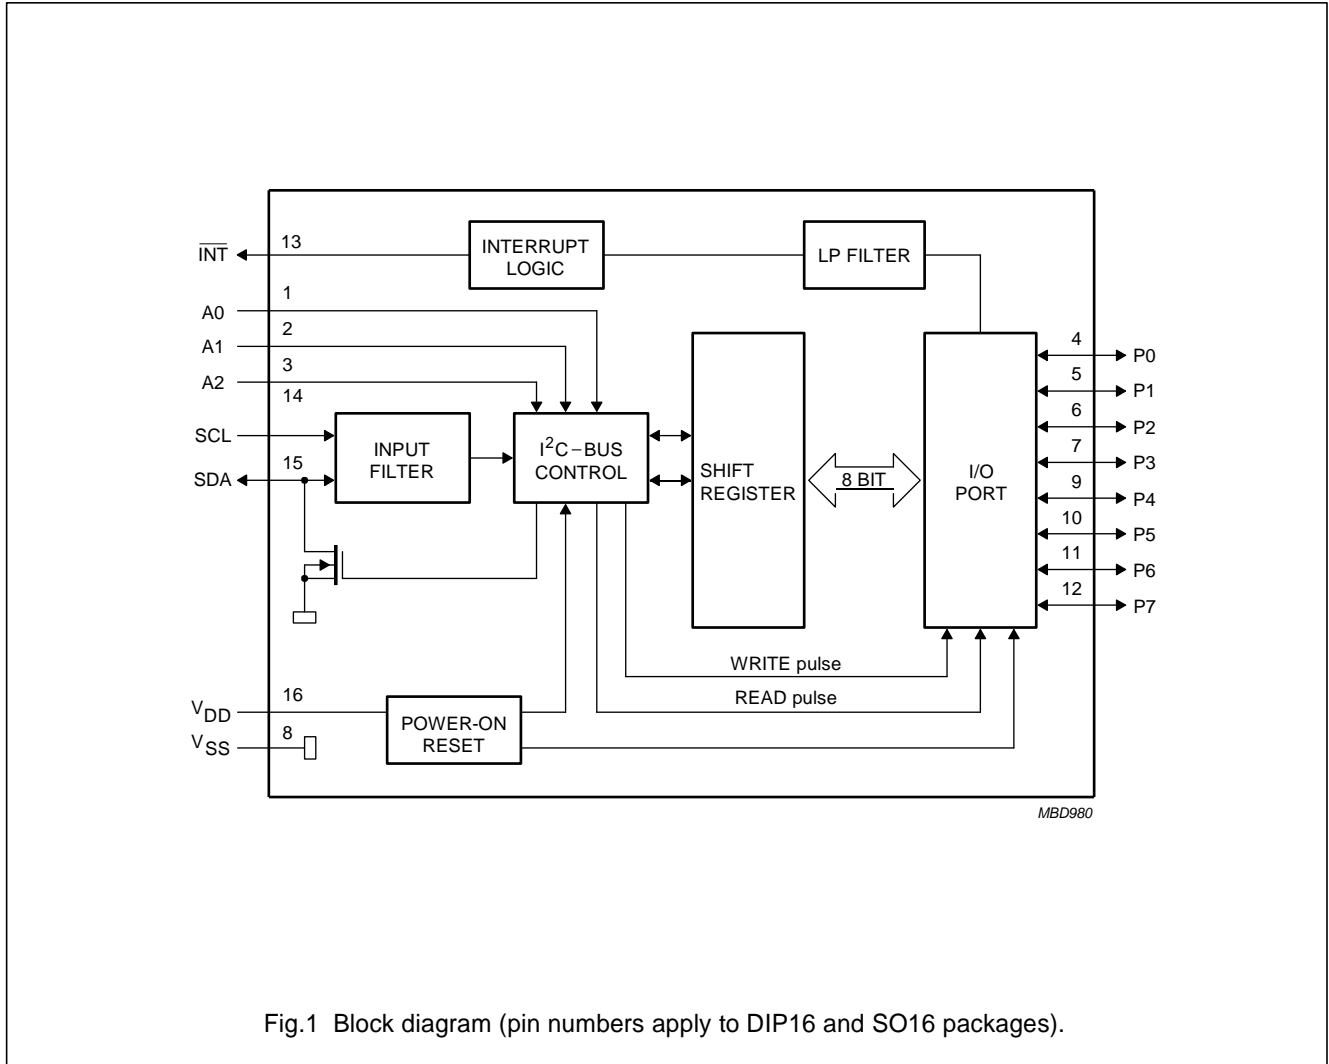 INT
13
INTERRUPT
LOGIC
LP FILTER
1
A0
2
A1
3
A2
14
SCL
15
SDA
INPUT
FILTER
I2C–BUS
CONTROL
SHIFT
REGISTER
8 BIT
I/O
PORT
4
P0
5
P1
6
P2
7
P3
9
P4
10
P5
11
P6
12
P7
WRITE pulse
READ pulse
16
VDD
8
VSS
POWER-ON
RESET
MBD980
Fig.1 Block diagram (pin numbers apply to DIP16 and SO16 packages).